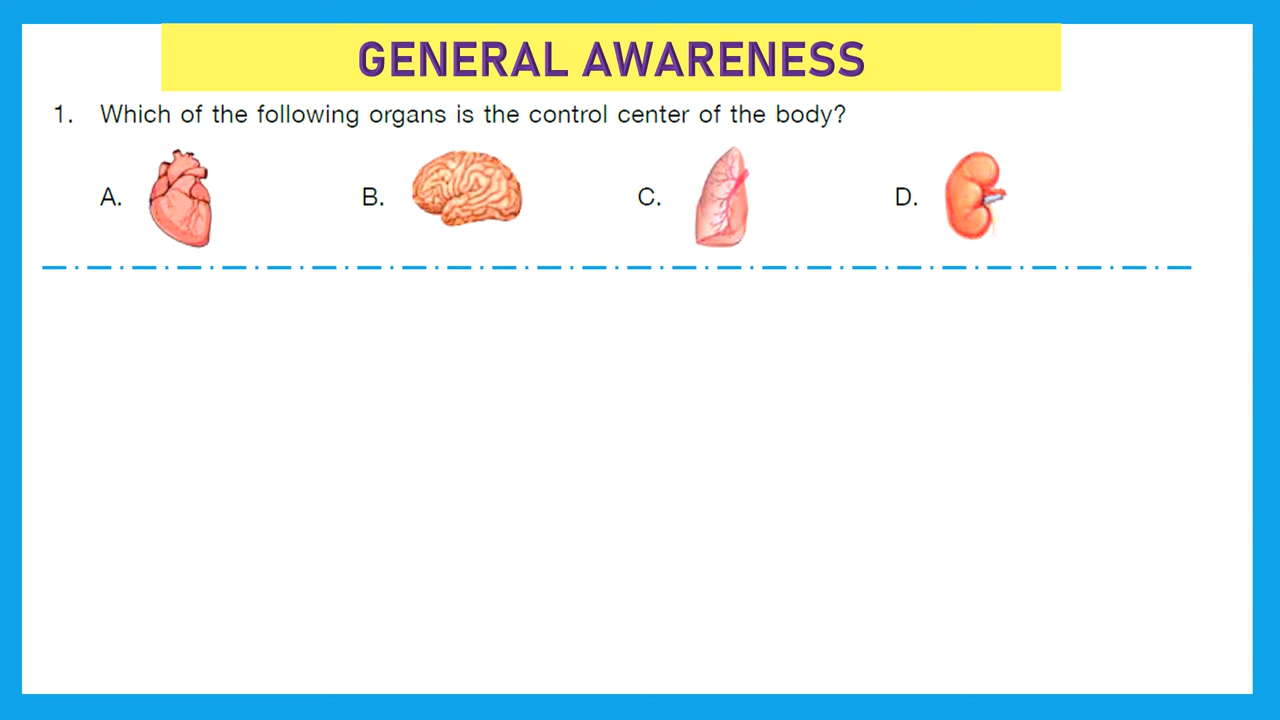 GENERAL AWARENESS
1. Which of the following organs is the control center of the body?
A. B. C. D.